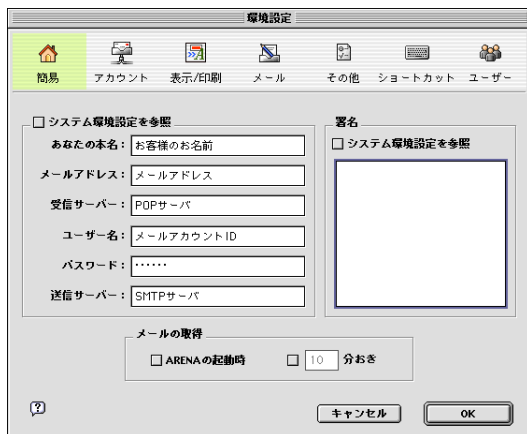 環境設定
簡易 アカウント 表示/印刷 メール その他 ショートカット ユーザー
システム環境設定を参照
あなたの本名： お客様のお名前
メールアドレス： メールアドレス
受信サーバー： POPサーバ
ユーザー名： メールアカウントID
パスワード： ••••••
送信サーバー： SMTPサーバ
署名
システム環境設定を参照
メールの取得
ARENAの起動時 10 分おき
? キャンセル OK